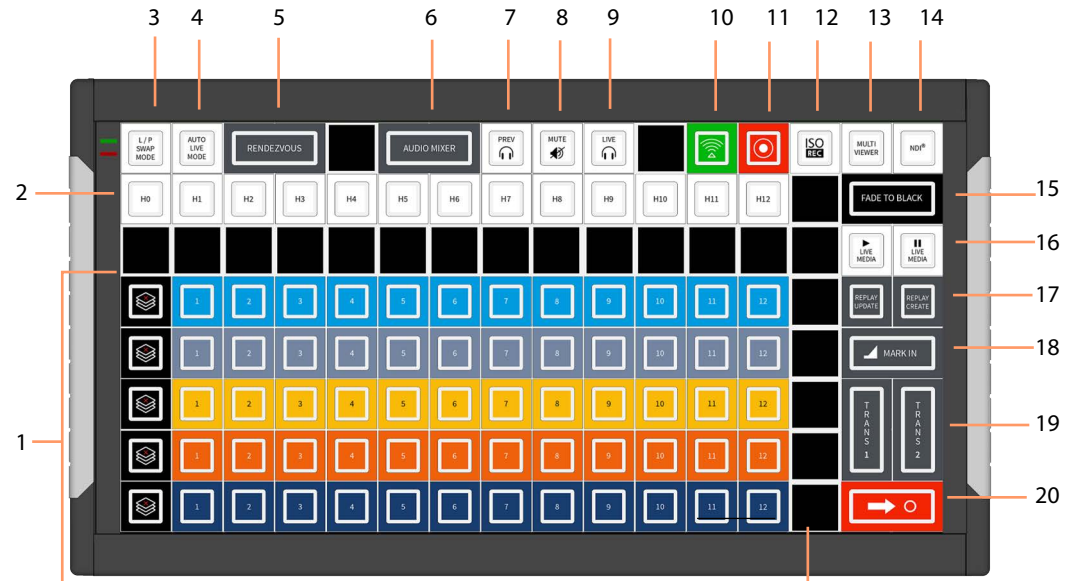 3 4 5 6 7 8 9 10 11 12 13 14
L / P
SWAP
MODE
AUTO
LIVE
MODE
RENDEZVOUS
AUDIO MIXER
PREV
MUTE
LIVE
ISO
REC
MULTI
VIEWER
NDI®
2
H0 H1 H2 H3 H4 H5 H6 H7 H8 H9 H10 H11 H12
FADE TO BLACK
15
LIVE
MEDIA
LIVE
MEDIA
16
1 2 3 4 5 6 7 8 9 10 11 12
REPLAY
UPDATE
REPLAY
CREATE
17
1 2 3 4 5 6 7 8 9 10 11 12
MARK IN
18
1 2 3 4 5 6 7 8 9 10 11 12
TRANS 1
TRANS 2
19
1
1 2 3 4 5 6 7 8 9 10 11 12
1 2 3 4 5 6 7 8 9 10 11 12
20